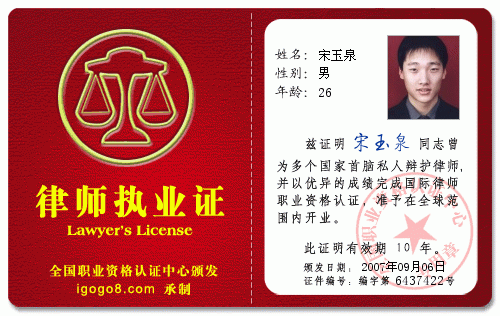 律师执业证
Lawyer's License
全国职业资格认证中心颁发
igogo8.com 承制
姓名: 宋玉泉
性别: 男
年龄: 26
兹证明 宋玉泉 同志曾
为多个国家首脑私人辩护律师,
并以优异的成绩完成国际律师
职业资格认证, 准予在全球范
围内开业。
此证明有效期 10 年。
颁发日期: 2007年09月06日
证件编号: 编字第 6437422号